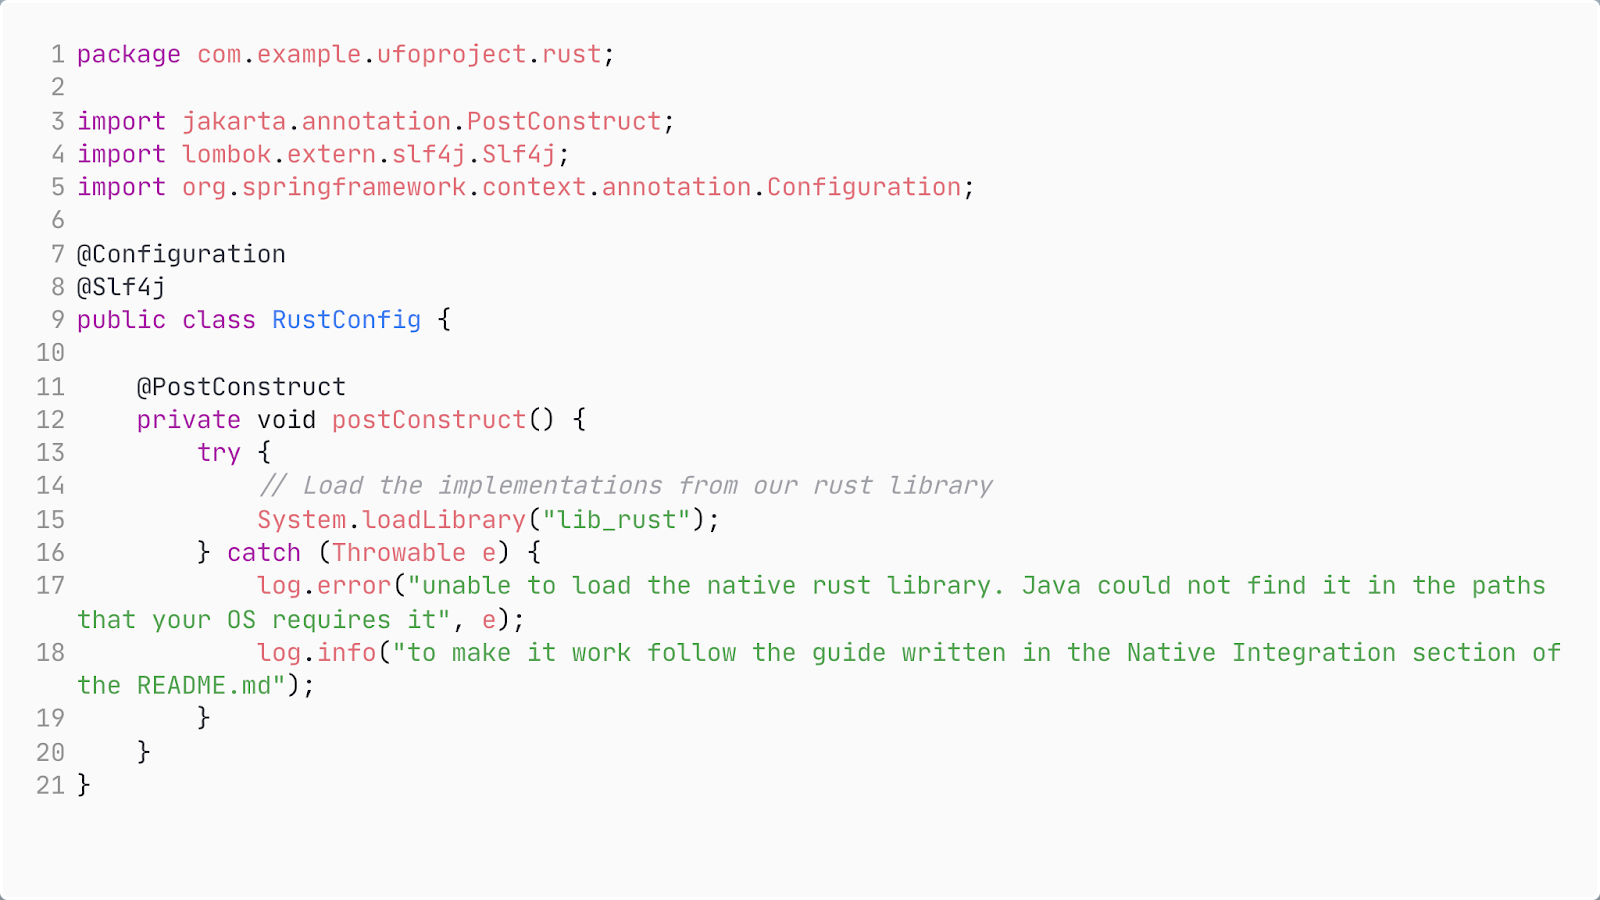 1 package com.example.ufoproject.rust;
2
3 import jakarta.annotation.PostConstruct;
4 import lombok.extern.slf4j.Slf4j;
5 import org.springframework.context.annotation.Configuration;
6
7 @Configuration
8 @Slf4j
9 public class RustConfig {
10
11     @PostConstruct
12     private void postConstruct() {
13         try {
14             // Load the implementations from our rust library
15             System.loadLibrary("lib_rust");
16         } catch (Throwable e) {
17             log.error("unable to load the native rust library. Java could not find it in the paths
that your OS requires it", e);
18             log.info("to make it work follow the guide written in the Native Integration section of
the README.md");
19         }
20     }
21 }